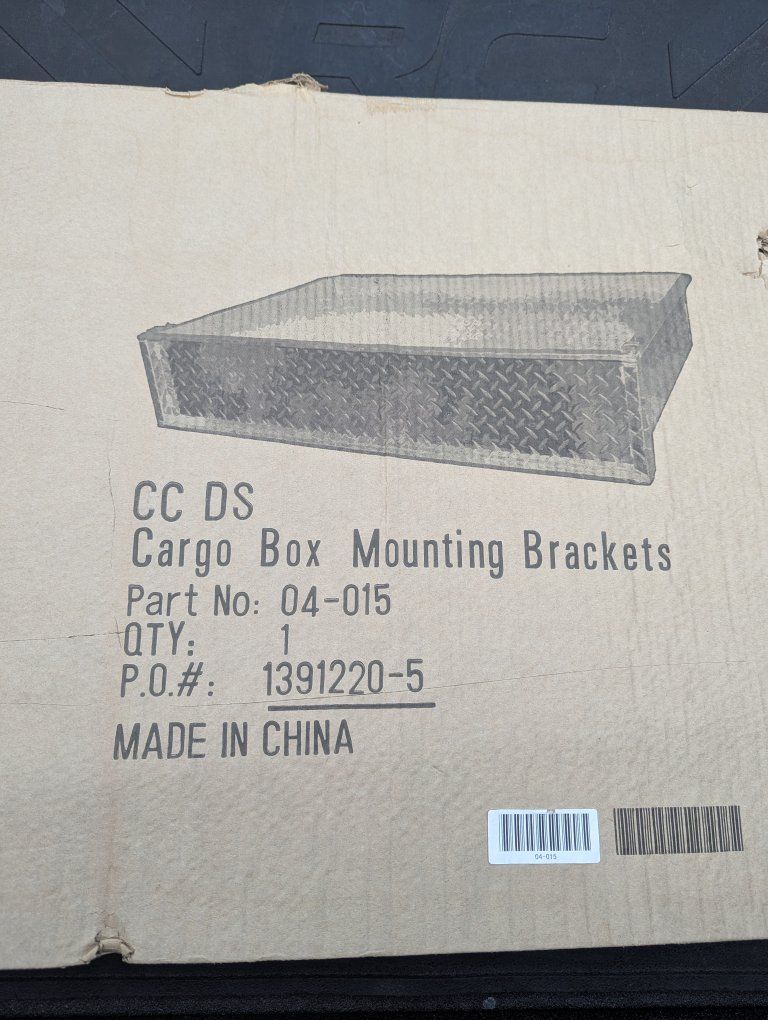 CC DS
Cargo Box Mounting Brackets
Part No: 04-015
QTY: 1
P.O.#: 1391220-5
MADE IN CHINA
04-015